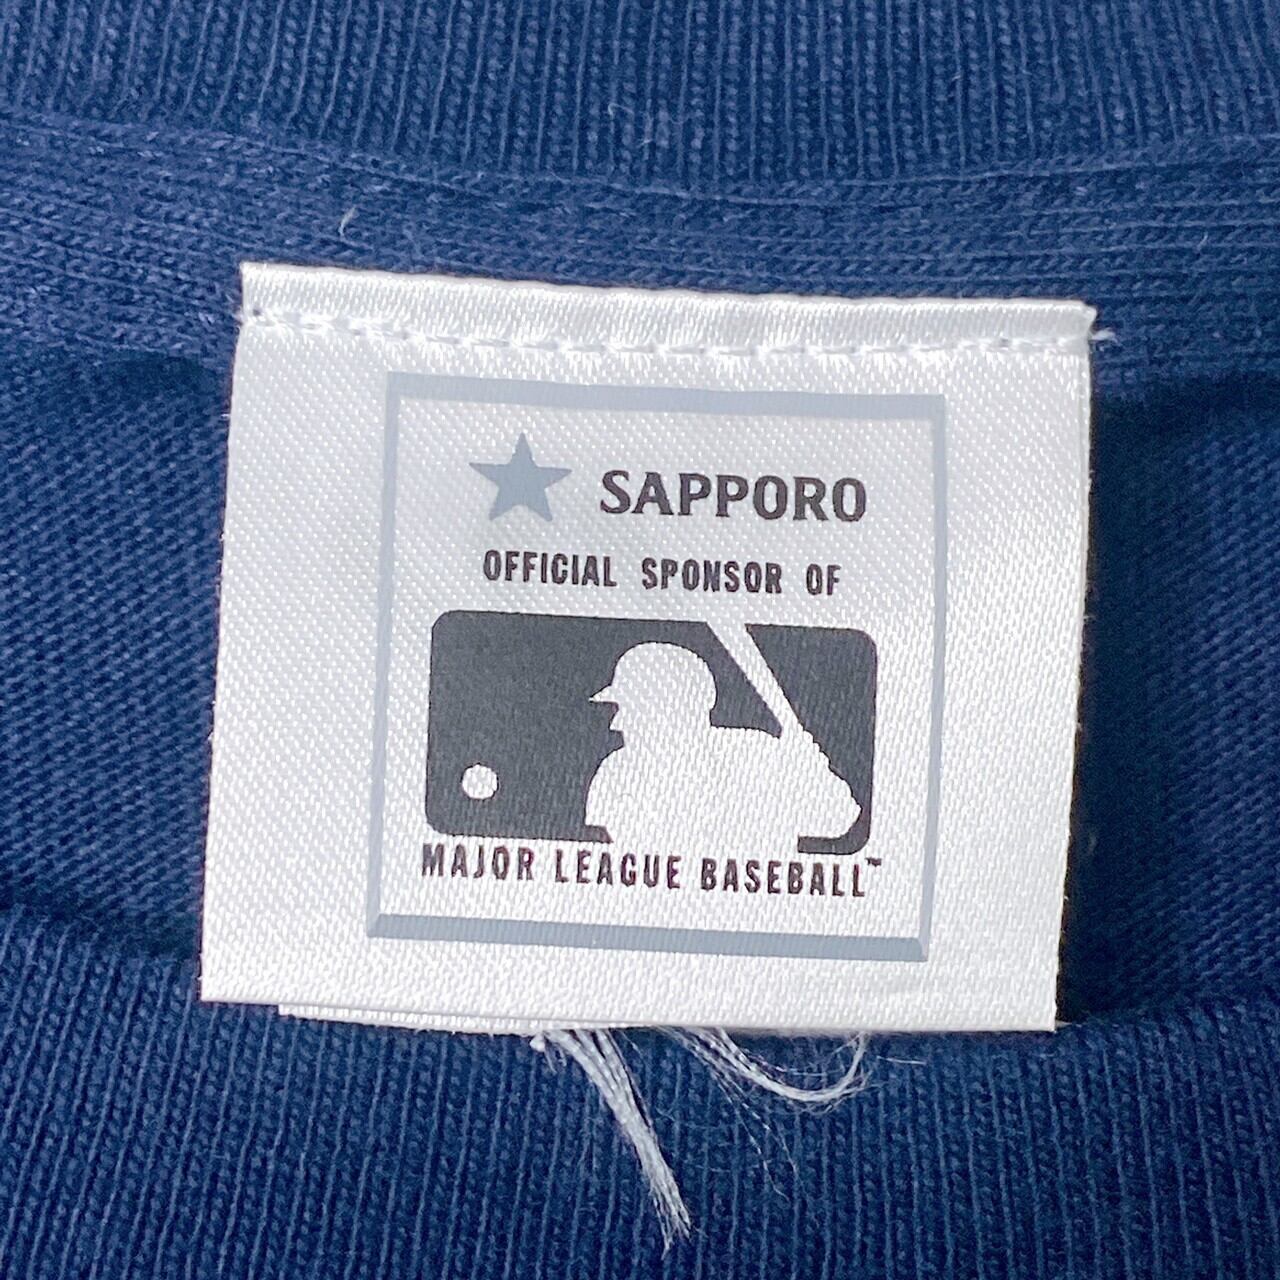 SAPPORO
OFFICIAL SPONSOR OF
MAJOR LEAGUE BASEBALL™